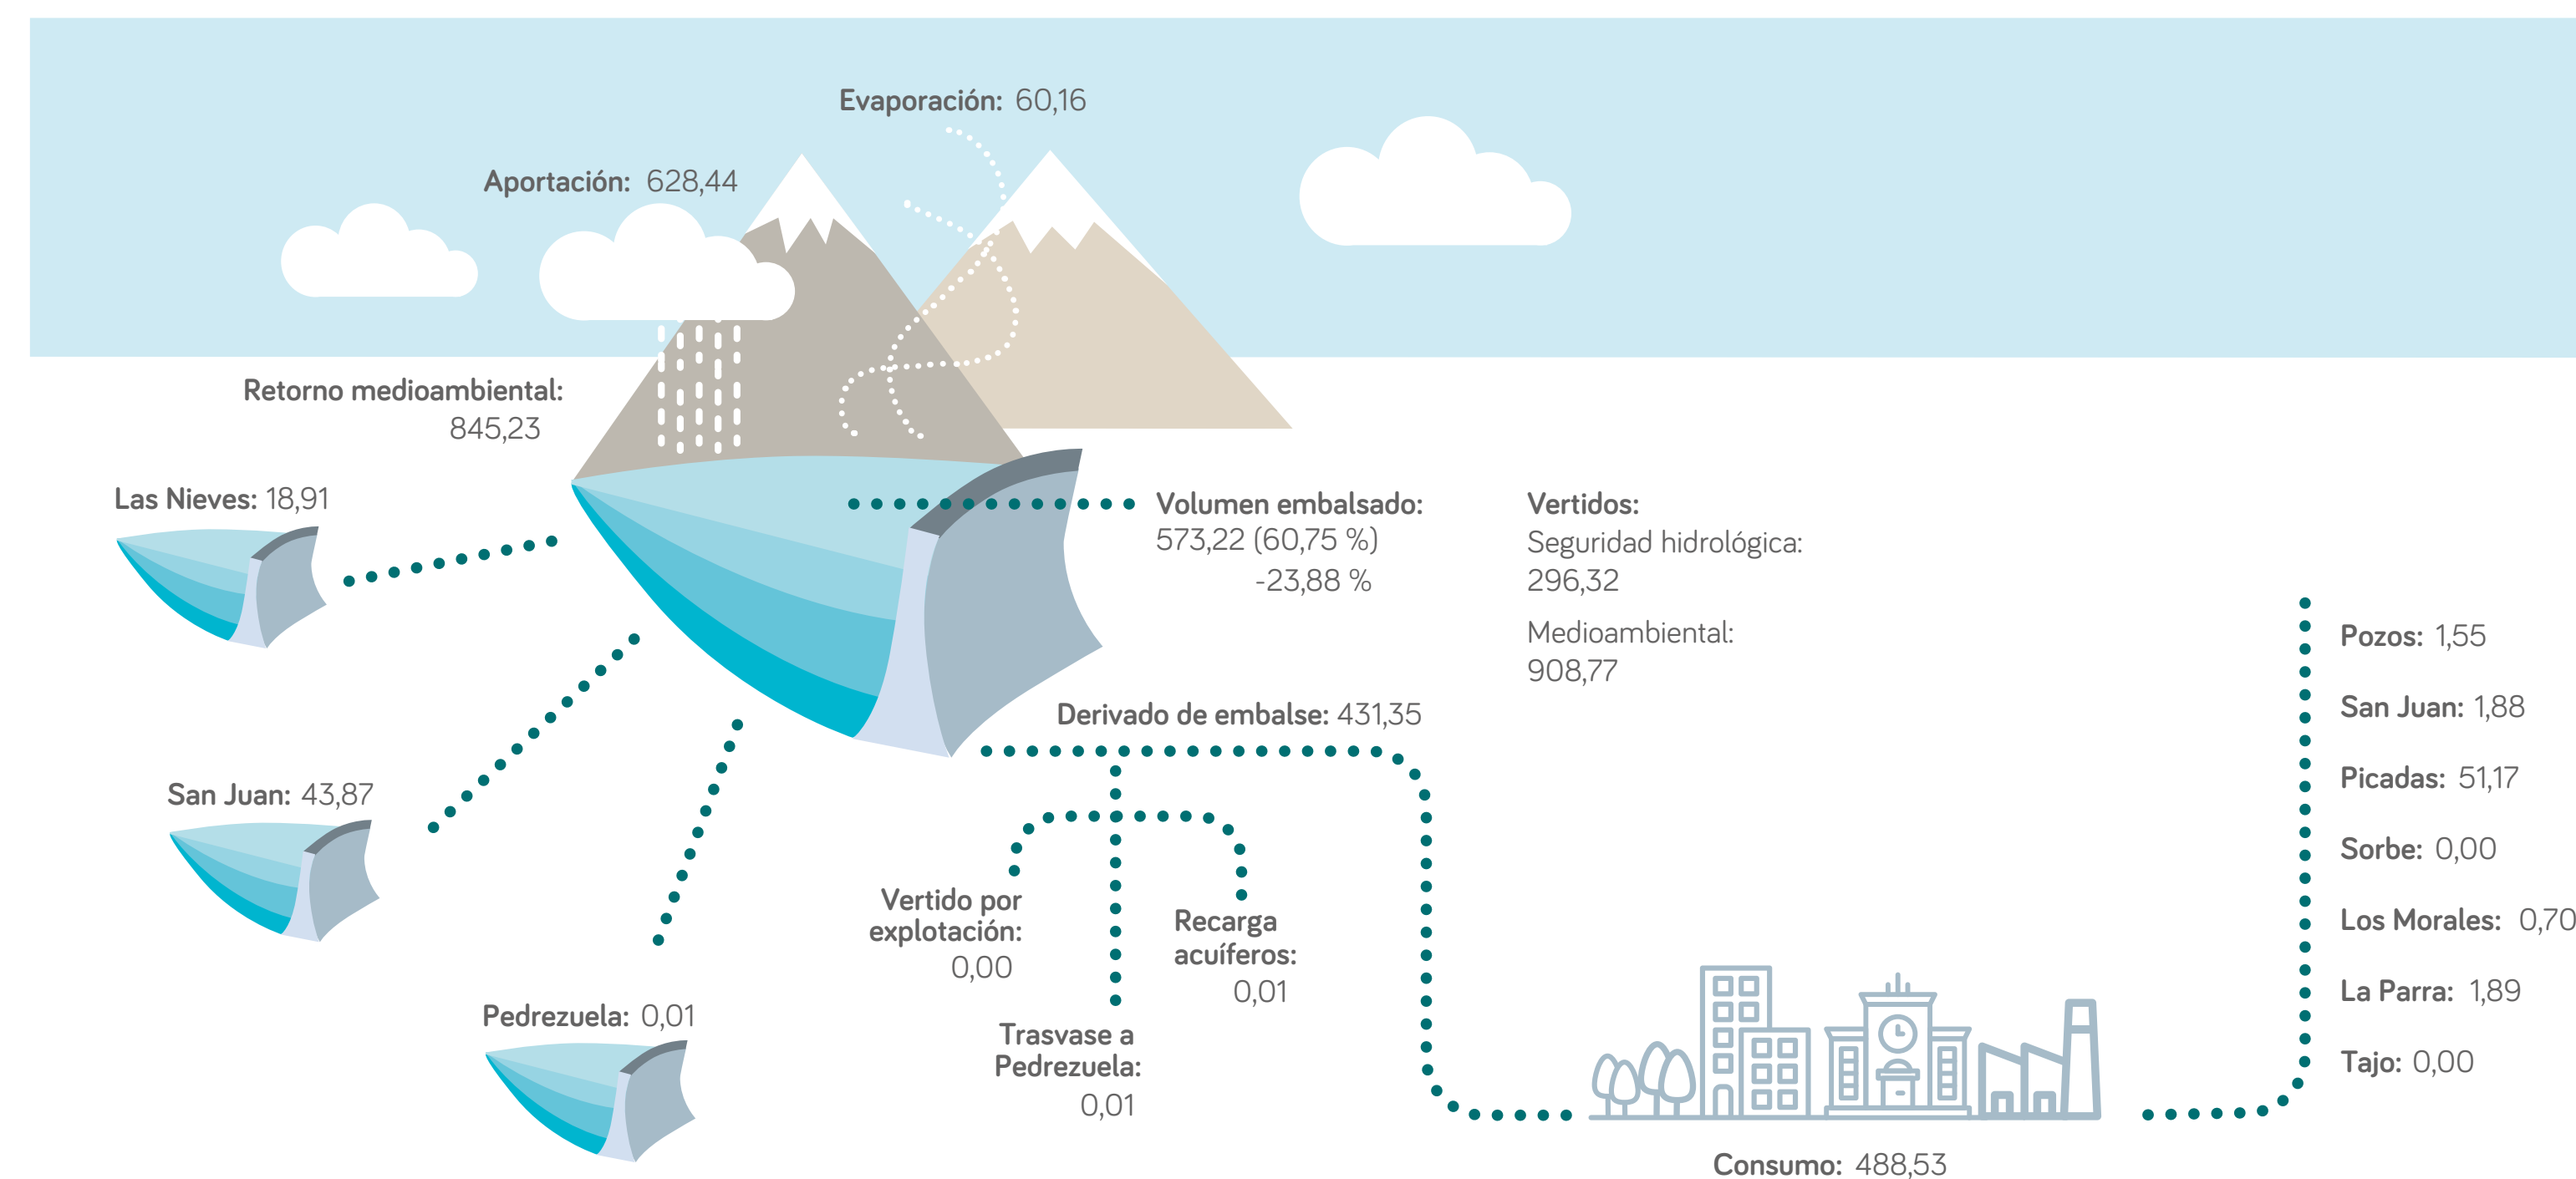 Evaporación: 60,16
Aportación: 628,44
Retorno medioambiental:
845,23
Las Nieves: 18,91
Volumen embalsado:
573,22 (60,75 %)
-23,88 %
Vertidos:
Seguridad hidrológica:
296,32
Medioambiental:
908,77
Derivado de embalse: 431,35
San Juan: 43,87
Vertido por
explotación:
0,00
Recarga
acuíferos:
0,01
Pedrezuela: 0,01
Trasvase a
Pedrezuela:
0,01
Consumo: 488,53
Pozos: 1,55
San Juan: 1,88
Picadas: 51,17
Sorbe: 0,00
Los Morales: 0,70
La Parra: 1,89
Tajo: 0,00